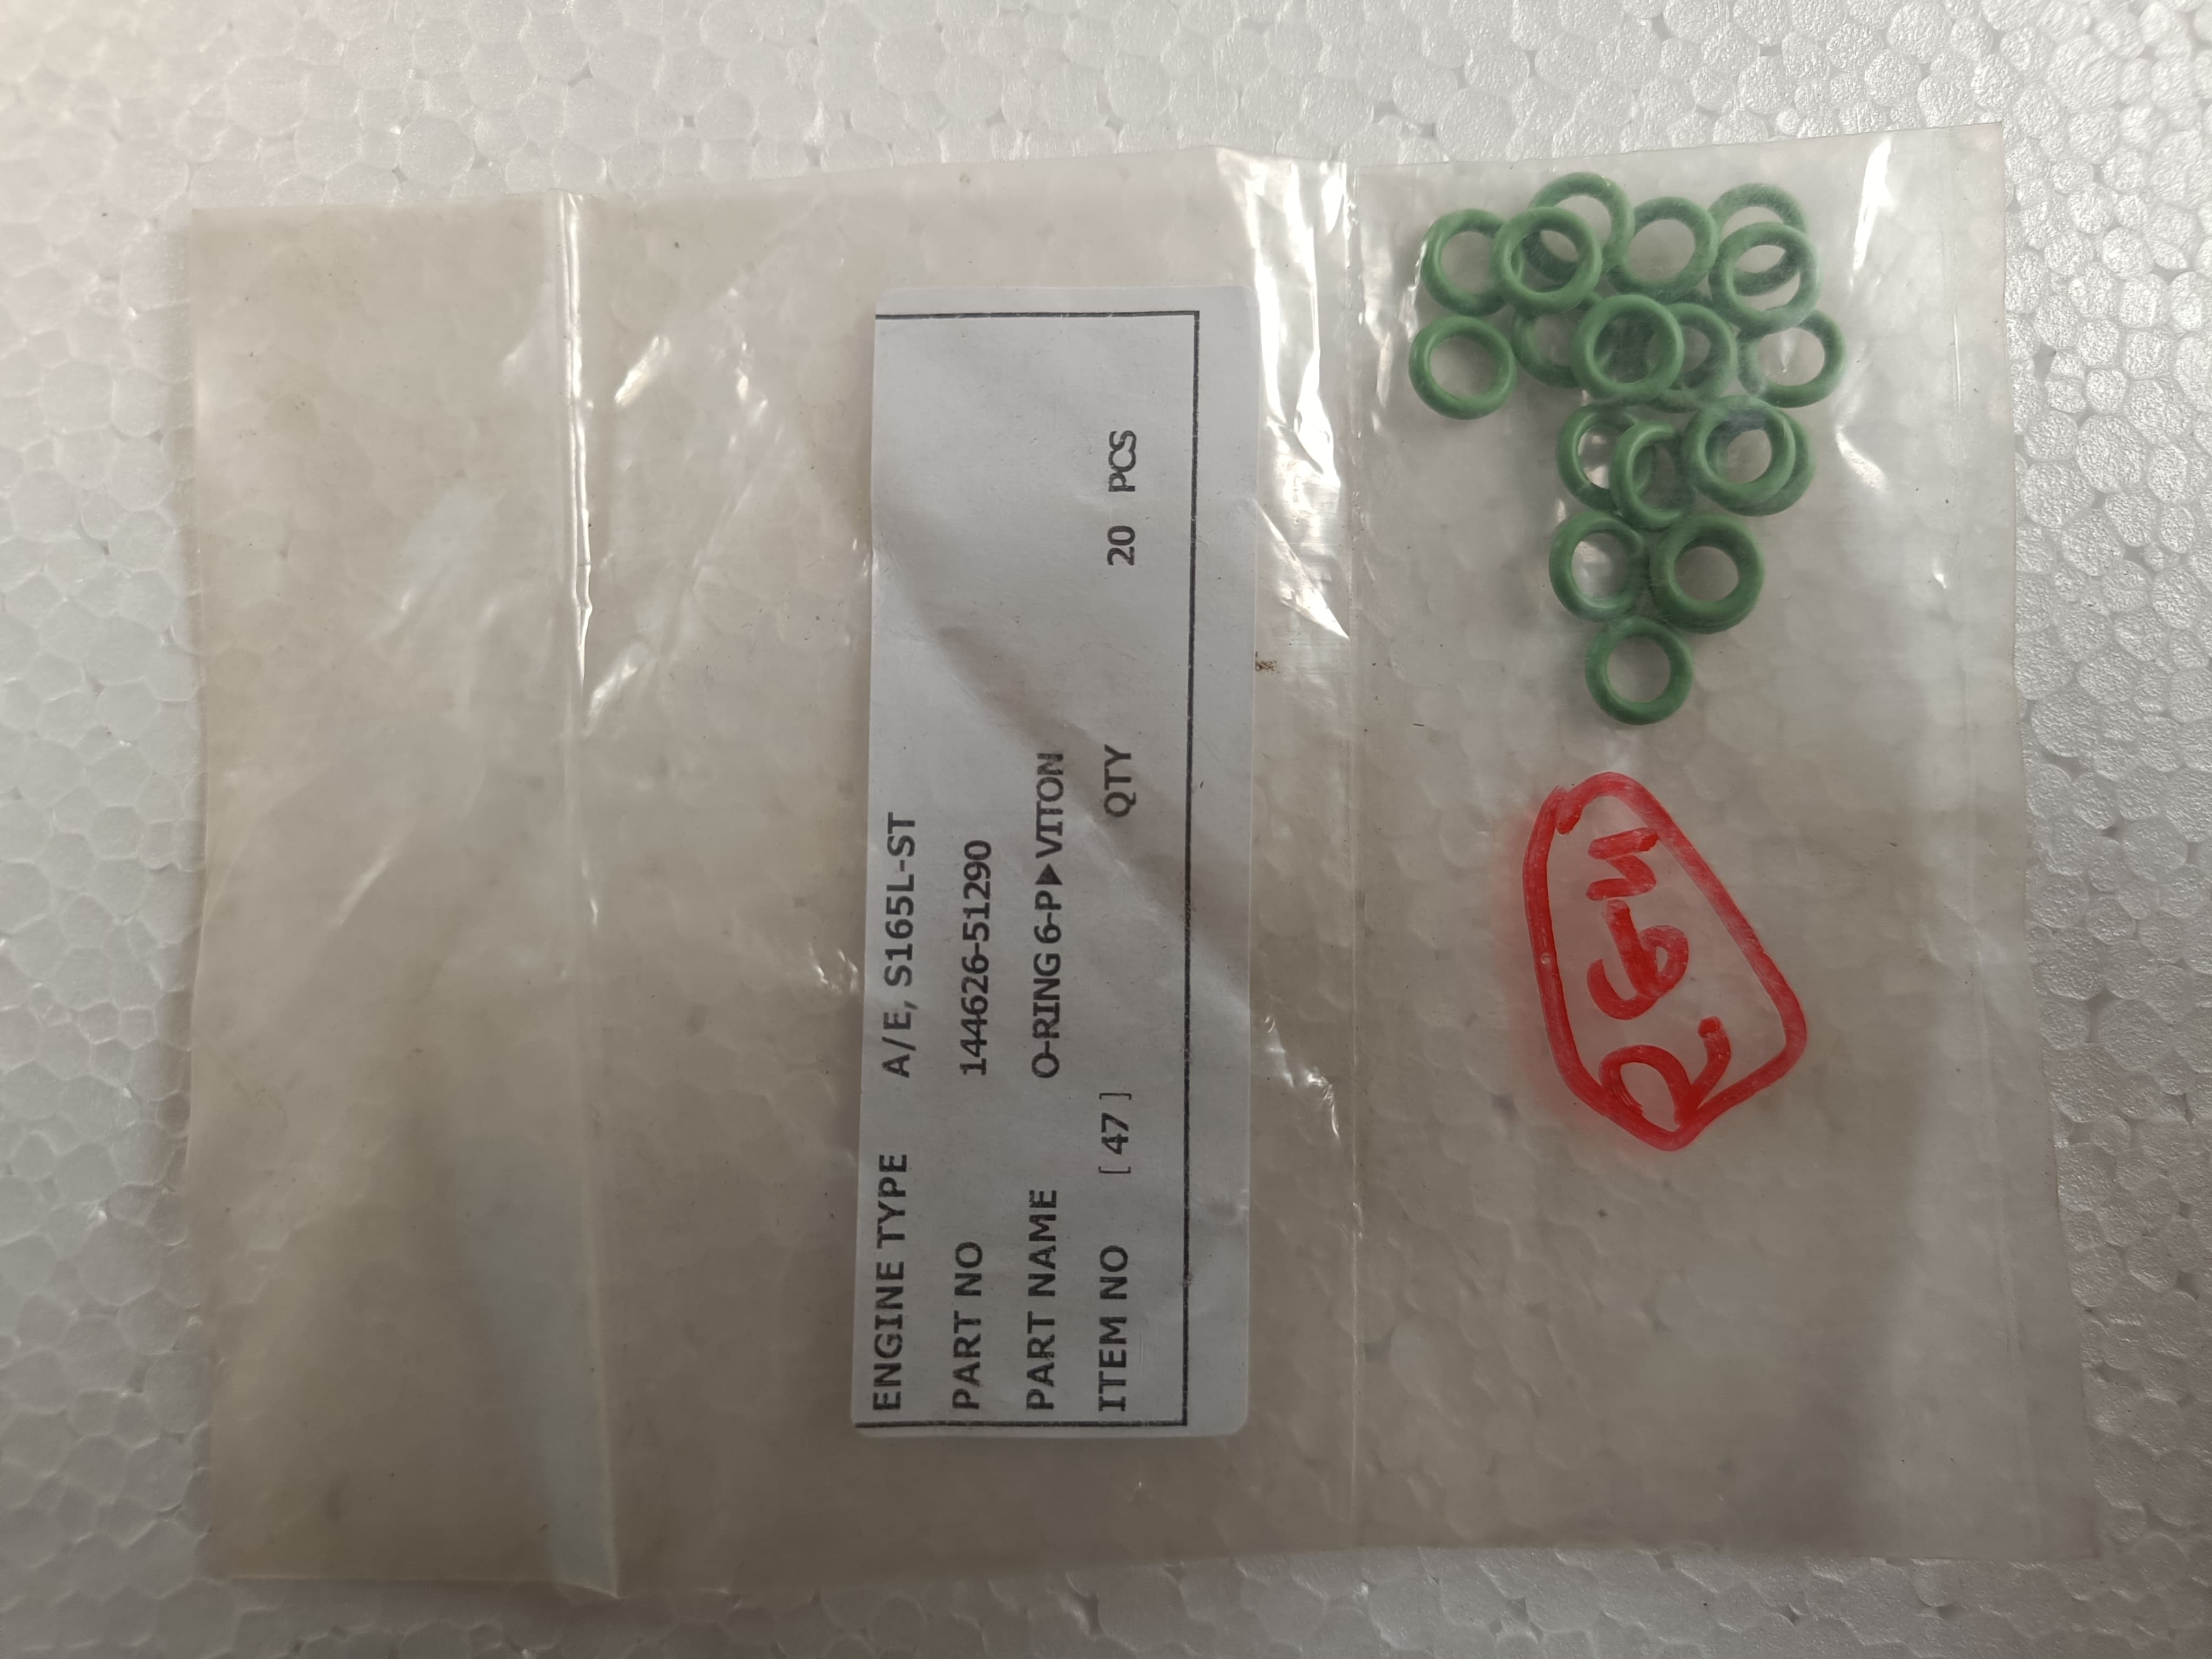 ENGINE TYPE A/E, S165L-ST
PART NO 144626-51290
PART NAME O-RING 6-P▶VITON
ITEM NO [ 47 ] QTY 20 PCS